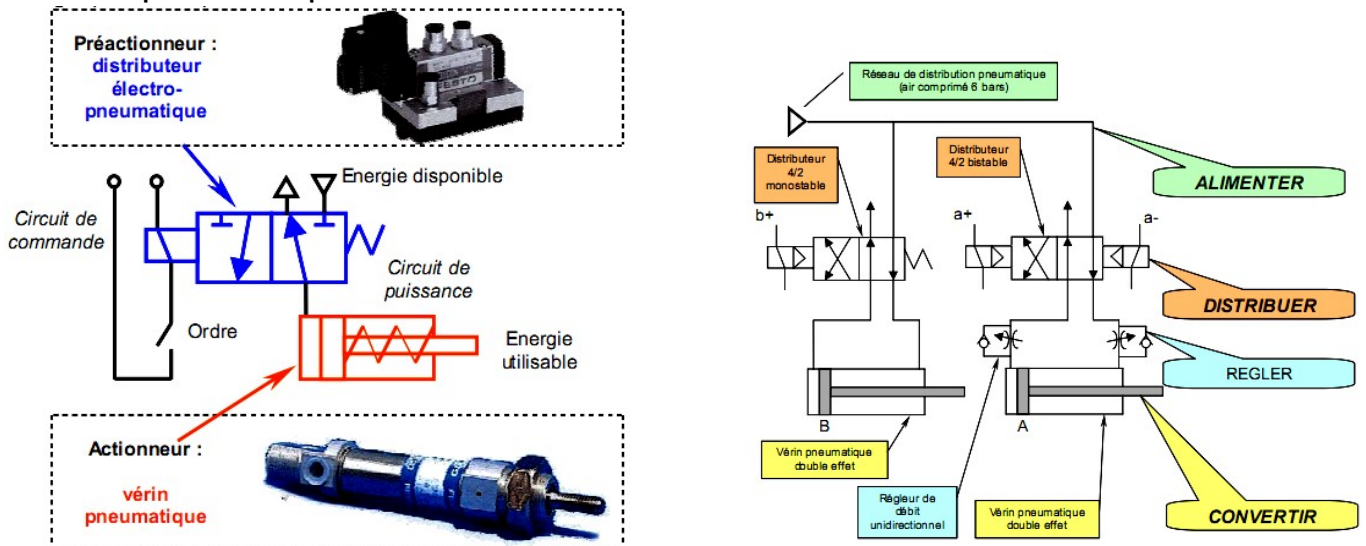 Préactionneur :
distributeur
électro-
pneumatique
FESTO
Energie disponible
Circuit de
commande
Circuit de
puissance
Ordre
Energie
utilisable
Actionneur :
vérin
pneumatique
Réseau de distribution pneumatique
(air comprimé 6 bars)
Distributeur
4/2
monostable
Distributeur
4/2 bistable
ALIMENTER
b+
a+
a-
DISTRIBUER
REGLER
B
A
Vérin pneumatique
double effet
Régleur de
débit
unidirectionnel
Vérin pneumatique
double effet
CONVERTIR